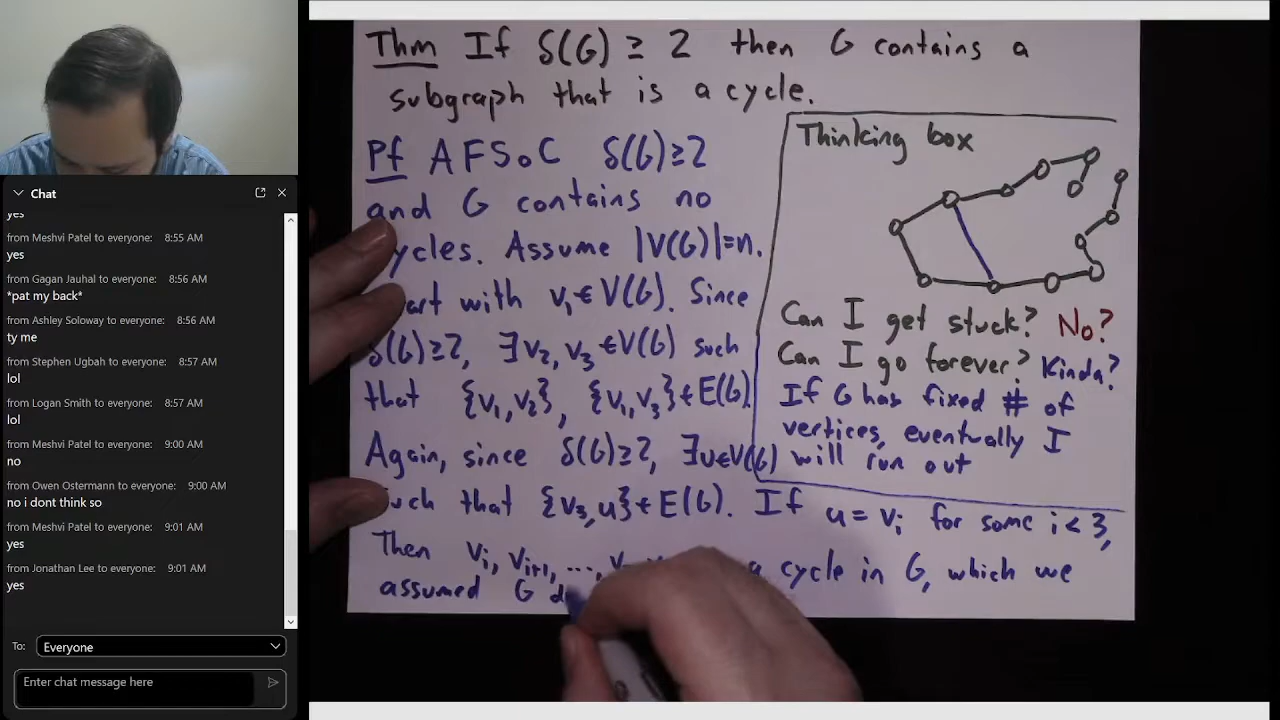 Chat
yes
from Meshvi Patel to everyone: 8:55 AM
yes
from Gagan Jauhal to everyone: 8:56 AM
*pat my back*
from Ashley Soloway to everyone: 8:56 AM
ty me
from Stephen Ugbah to everyone: 8:57 AM
lol
from Logan Smith to everyone: 8:57 AM
lol
from Meshvi Patel to everyone: 9:00 AM
no
from Owen Ostermann to everyone: 9:00 AM
no i dont think so
from Meshvi Patel to everyone: 9:01 AM
yes
from Jonathan Lee to everyone: 9:01 AM
yes
To: Everyone
Enter chat message here
Thm If δ(G) ≥ 2 then G contains a
subgraph that is a cycle.
Pf AFSoC δ(G)≥2
and G contains no
ycles. Assume |V(G)|=n.
art with v₁∈V(G). Since
δ(G)≥2, ∃v₂,v₃∈V(G) such
that {v₁,v₂}, {v₁,v₃}∈E(G).
Again, since δ(G)≥2, ∃u∈V(G)
uch that {v₃,u}∈E(G). If u=vᵢ for some i<3,
Then vᵢ, vᵢ₊₁, ..., a cycle in G, which we
assumed G
Thinking box
Can I get stuck? No?
Can I go forever? Kinda?
If G has fixed # of
vertices, eventually I
will run out